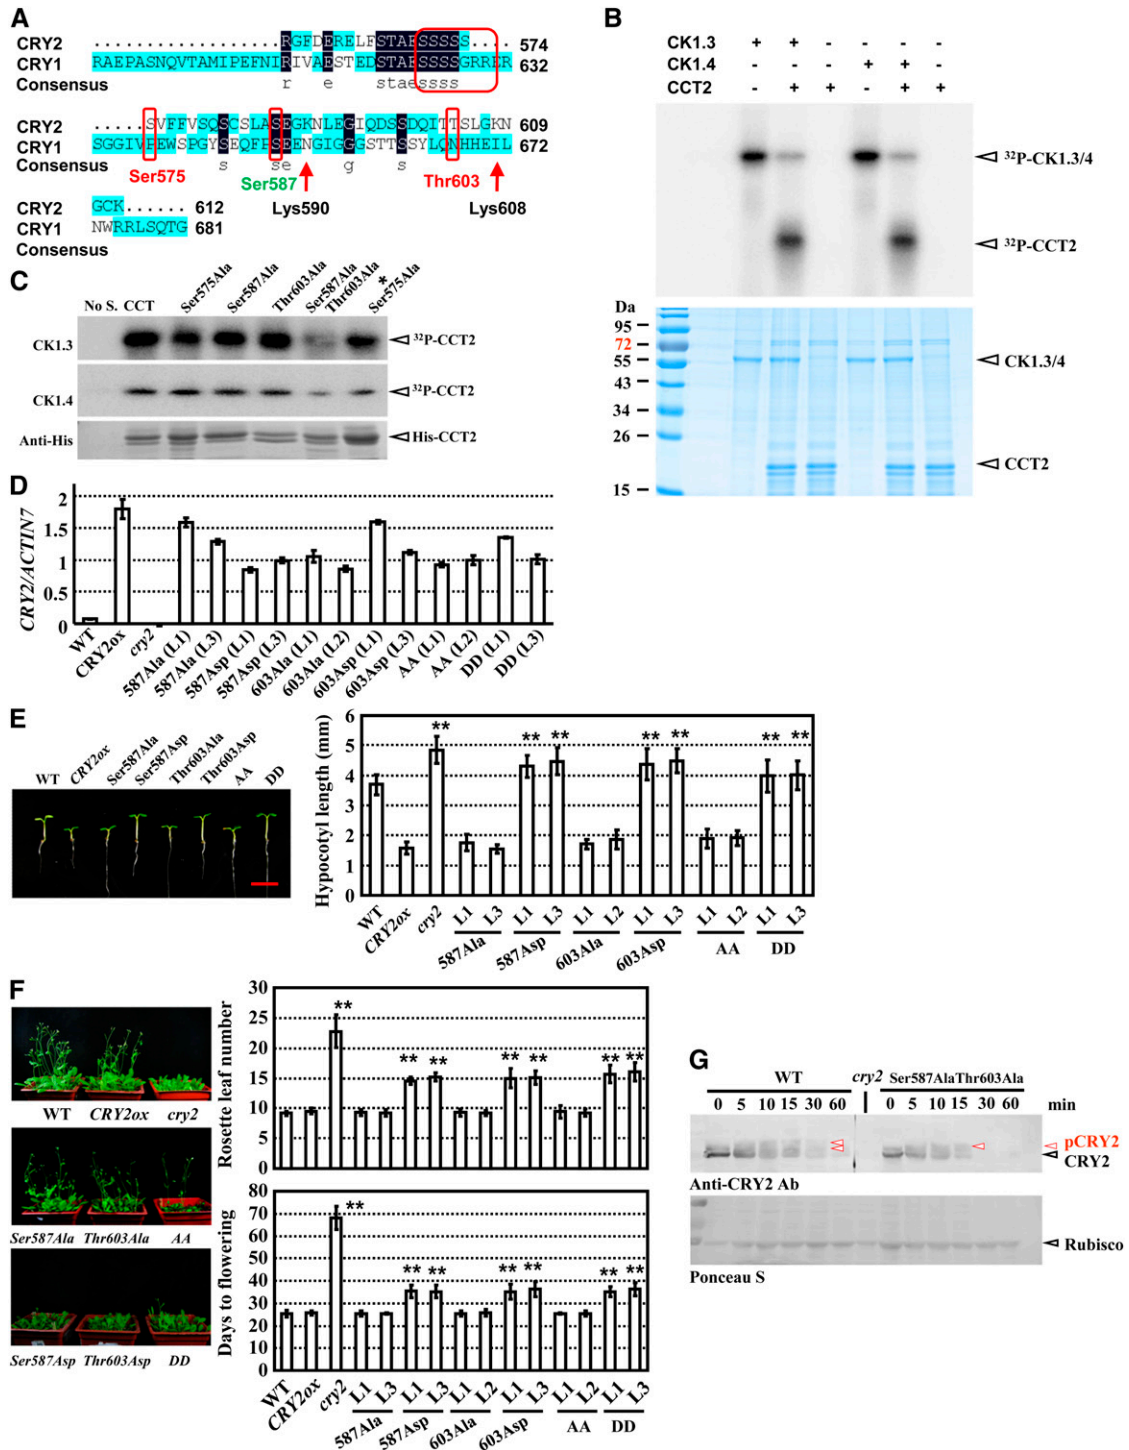 A
CRY2 ..................RGFDERELFSTAESSSSS.... 574
CRY1 RAEPASNQVTAMIPEFNIRIVAESTEDSTAESSSSGRRER 632
Consensus r e staessss
CRY2 .....SVFFVSQSCSLASEGKNLEGIQDSSDQITTSLGKN 609
CRY1 SGGIVPEWSPGYSEQFPSEENGIGGGSTTSSYLQNHHEIL 672
Consensus s se g s
Ser575 Ser587 Thr603
Lys590 Lys608
CRY2 GCK...... 612
CRY1 NWRRLSQTG 681
Consensus
B
CK1.3 + + - - - -
CK1.4 - - - + + -
CCT2 - + + - + +
32P-CK1.3/4
32P-CCT2
Da
95
72
55
43
34
26
15
CK1.3/4
CCT2
C
No S. CCT Ser575Ala Ser587Ala Thr603Ala Ser587Ala Thr603Ala Ser575Ala *
CK1.3 32P-CCT2
CK1.4 32P-CCT2
Anti-His His-CCT2
D
CRY2/ACTIN7
2
1.5
1
0.5
0
WT CRY2ox cry2 587Ala (L1) 587Ala (L3) 587Asp (L1) 587Asp (L3) 603Ala (L1) 603Ala (L2) 603Asp (L1) 603Asp (L3) AA (L1) AA (L2) DD (L1) DD (L3)
E
WT CRY2ox Ser587Ala Ser587Asp Thr603Ala Thr603Asp AA DD
Hypocotyl length (mm)
6
5
4
3
2
1
0
** ** ** ** ** ** **
WT CRY2ox cry2 L1 L3 L1 L3 L1 L2 L1 L3 L1 L2 L1 L3
587Ala 587Asp 603Ala 603Asp AA DD
F
WT CRY2ox cry2
Ser587Ala Thr603Ala AA
Ser587Asp Thr603Asp DD
Rosette leaf number
30
25
20
15
10
5
0
** ** ** ** ** ** **
Days to flowering
80
70
60
50
40
30
20
10
0
** ** ** ** ** ** **
WT CRY2ox cry2 L1 L3 L1 L3 L1 L2 L1 L3 L1 L2 L1 L3
587Ala 587Asp 603Ala 603Asp AA DD
G
WT cry2 Ser587AlaThr603Ala
0 5 10 15 30 60 0 5 10 15 30 60 min
pCRY2
CRY2
Anti-CRY2 Ab
Rubisco
Ponceau S